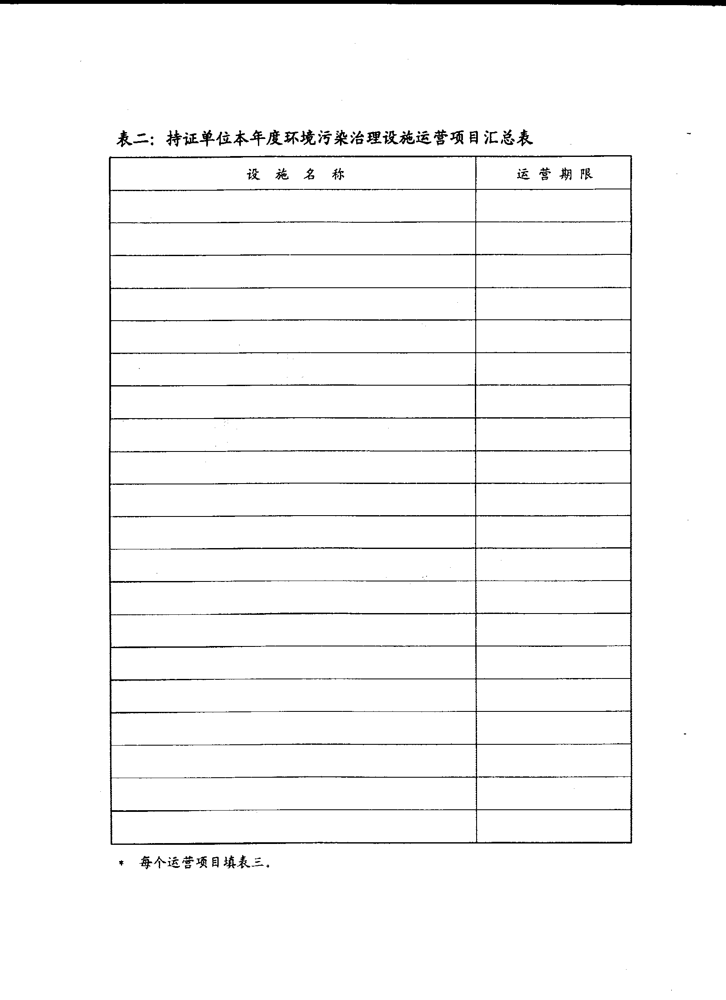 表二：持证单位本年度环境污染治理设施运营项目汇总表
设施名称 运营期限
* 每个运营项目填表三。